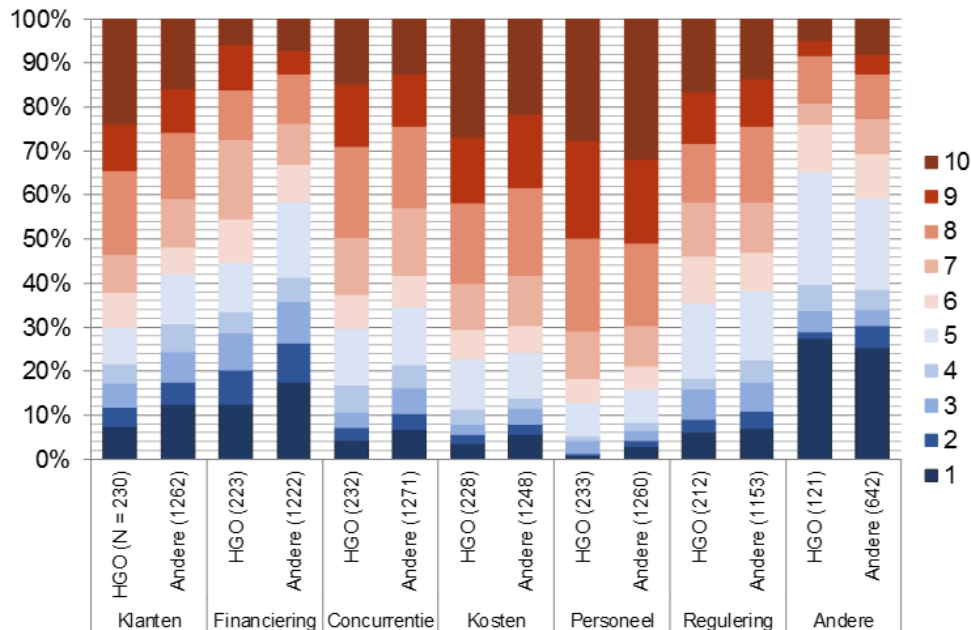 100%
90%
80%
70%
60%
50%
40%
30%
20%
10%
0%
10
9
8
7
6
5
4
3
2
1
HGO (N = 230)
Andere (1262)
HGO (223)
Andere (1222)
HGO (232)
Andere (1271)
HGO (228)
Andere (1248)
HGO (233)
Andere (1260)
HGO (212)
Andere (1153)
HGO (121)
Andere (642)
Klanten
Financiering
Concurrentie
Kosten
Personeel
Regulering
Andere